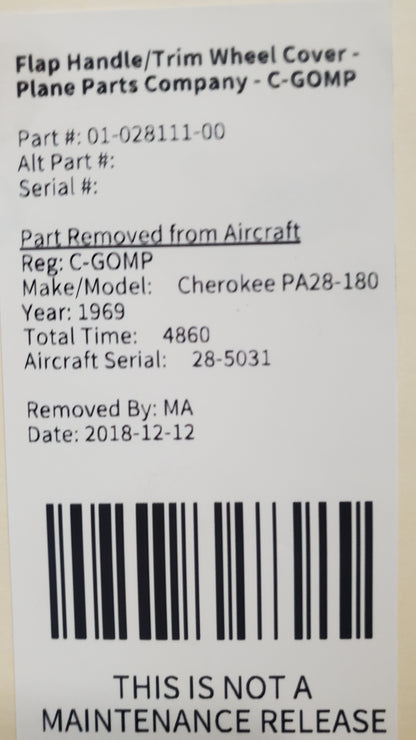 Flap Handle/Trim Wheel Cover -
Plane Parts Company - C-GOMP
Part #: 01-028111-00
Alt Part #:
Serial #:
Part Removed from Aircraft
Reg: C-GOMP
Make/Model: Cherokee PA28-180
Year: 1969
Total Time: 4860
Aircraft Serial: 28-5031
Removed By: MA
Date: 2018-12-12
THIS IS NOT A
MAINTENANCE RELEASE